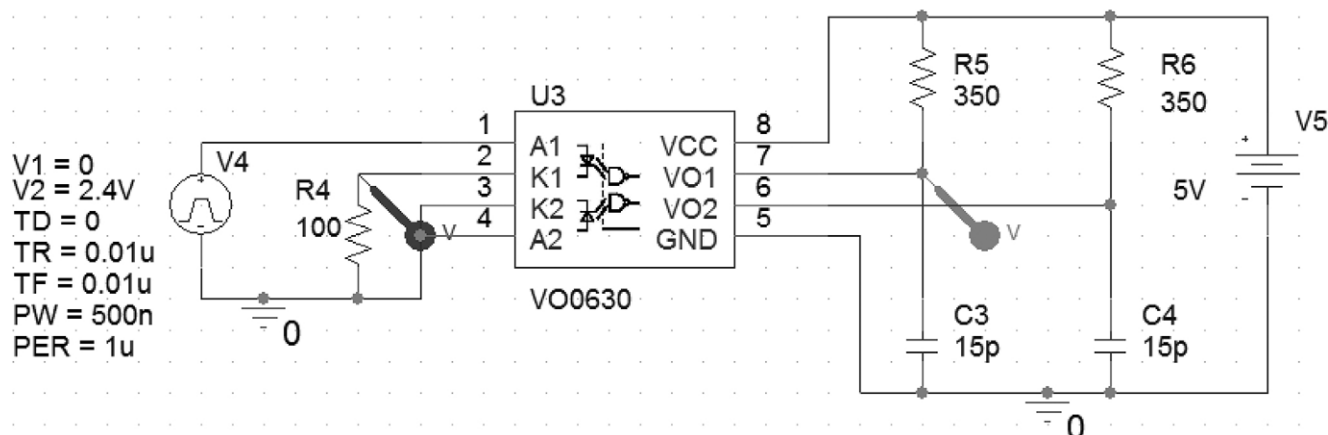 V1 = 0
V2 = 2.4V
TD = 0
TR = 0.01u
TF = 0.01u
PW = 500n
PER = 1u
V4
R4
100
0
V
U3
1
2
3
4
A1
K1
K2
A2
VCC
VO1
VO2
GND
8
7
6
5
VO0630
R5
350
R6
350
V
V5
5V
C3
15p
C4
15p
0